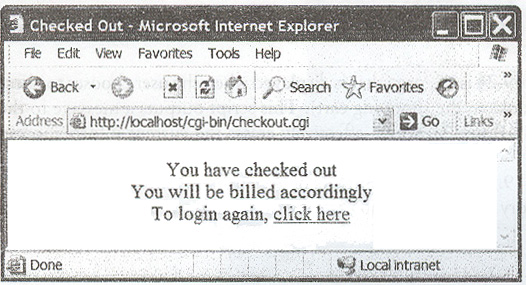 Checked Out - Microsoft Internet Explorer
File Edit View Favorites Tools Help
Back Search Favorites »
Address http://localhost/cgi-bin/checkout.cgi Go Links »
You have checked out
You will be billed accordingly
To login again, click here
Done Local intranet